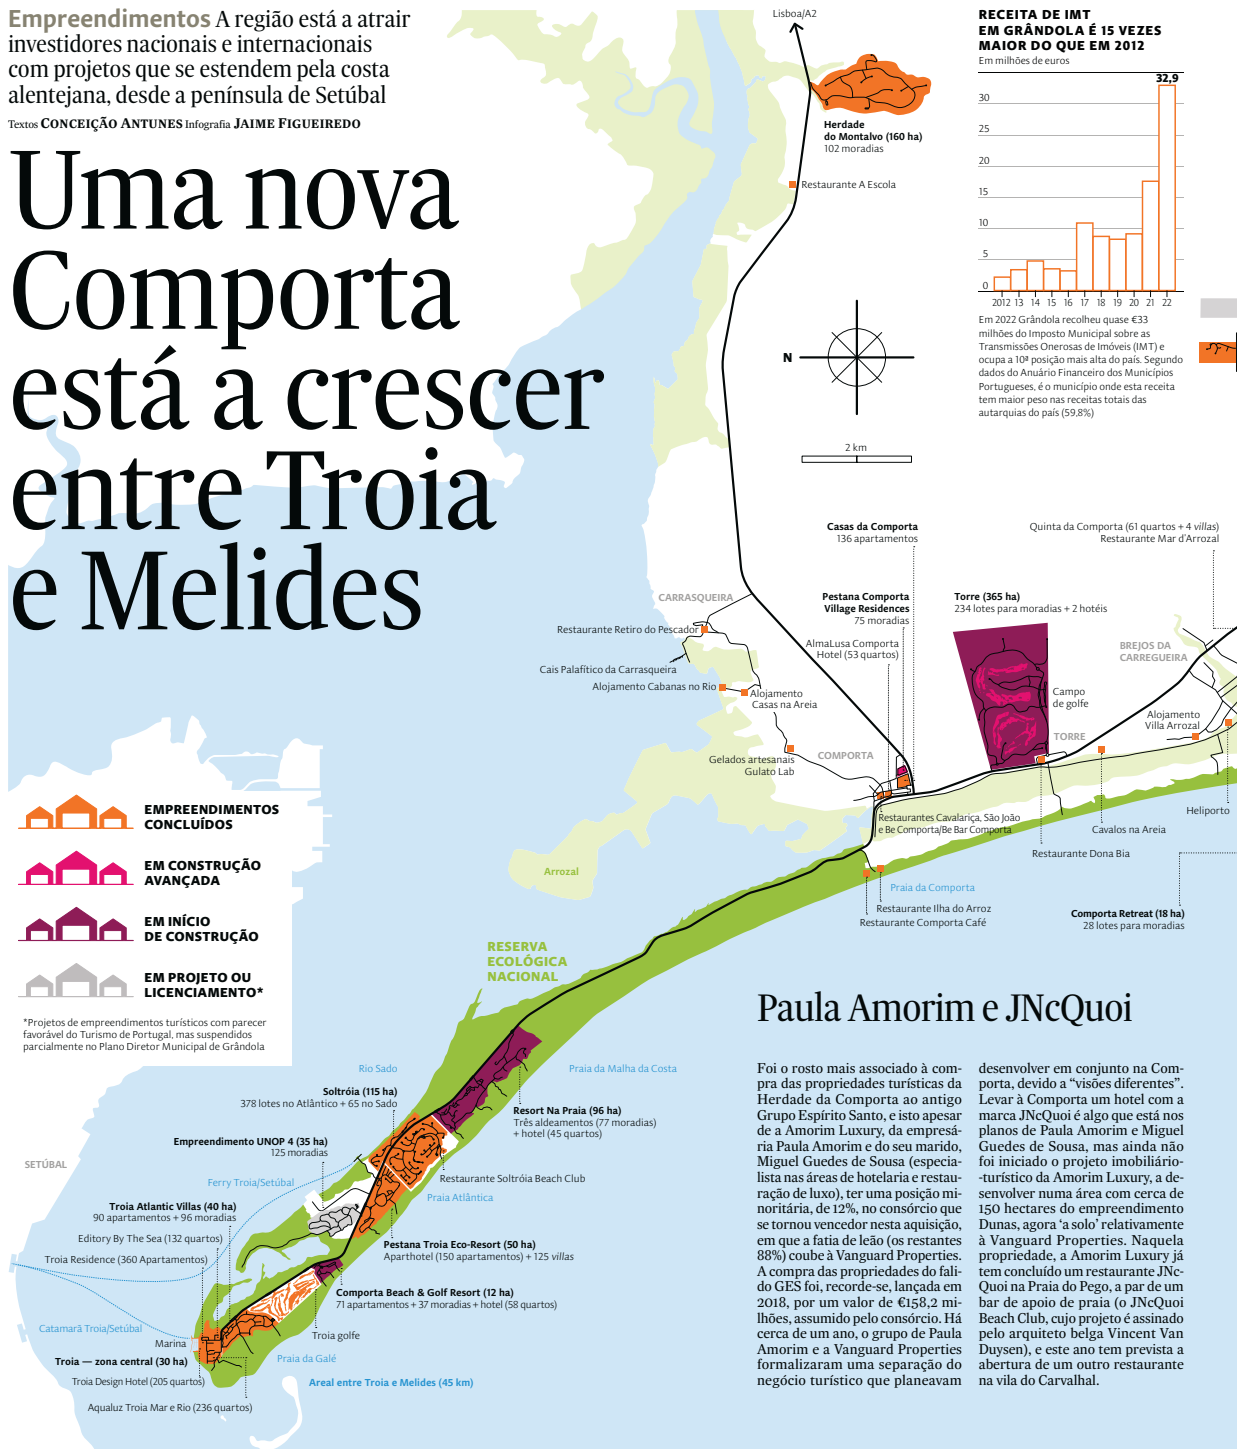 Empreendimentos A região está a atrair
investidores nacionais e internacionais
com projetos que se estendem pela costa
alentejana, desde a península de Setúbal
Textos CONCEIÇÃO ANTUNES Infografia JAIME FIGUEIREDO
Uma nova
Comporta
está a crescer
entre Troia
e Melides
Lisboa/A2
Herdade
do Montalvo (160 ha)
102 moradias
Restaurante A Escola
RECEITA DE IMT
EM GRÂNDOLA É 15 VEZES
MAIOR DO QUE EM 2012
Em milhões de euros
32,9
30
25
20
15
10
5
0
2012 13 14 15 16 17 18 19 20 21 22
Em 2022 Grândola recolheu quase €33
milhões do Imposto Municipal sobre as
Transmissões Onerosas de Imóveis (IMT) e
ocupa a 10ª posição mais alta do país. Segundo
dados do Anuário Financeiro dos Municípios
Portugueses, é o município onde esta receita
tem maior peso nas receitas totais das
autarquias do país (59,8%)
N
2 km
Casas da Comporta
136 apartamentos
Quinta da Comporta (61 quartos + 4 villas)
Restaurante Mar d'Arrozal
CARRASQUEIRA
Pestana Comporta
Village Residences
75 moradias
Torre (365 ha)
234 lotes para moradias + 2 hotéis
Restaurante Retiro do Pescador
AlmaLusa Comporta
Hotel (53 quartos)
BREJOS DA
CARREGUEIRA
Cais Palafítico da Carrasqueira
Alojamento Cabanas no Rio
Alojamento
Casas na Areia
Campo
de golfe
Alojamento
Villa Arrozal
TORRE
Gelados artesanais
Gulato Lab
COMPORTA
Heliporto
Restaurantes Cavalariça, São João
e Be Comporta/Be Bar Comporta
Cavalos na Areia
Restaurante Dona Bia
Arrozal
Praia da Comporta
Restaurante Ilha do Arroz
Restaurante Comporta Café
Comporta Retreat (18 ha)
28 lotes para moradias
EMPREENDIMENTOS
CONCLUÍDOS
EM CONSTRUÇÃO
AVANÇADA
EM INÍCIO
DE CONSTRUÇÃO
EM PROJETO OU
LICENCIAMENTO*
*Projetos de empreendimentos turísticos com parecer
favorável do Turismo de Portugal, mas suspendidos
parcialmente no Plano Diretor Municipal de Grândola
RESERVA
ECOLÓGICA
NACIONAL
Rio Sado
Praia da Malha da Costa
Soltróia (115 ha)
378 lotes no Atlântico + 65 no Sado
Resort Na Praia (96 ha)
Três aldeamentos (77 moradias)
+ hotel (45 quartos)
Empreendimento UNOP 4 (35 ha)
125 moradias
SETÚBAL
Restaurante Soltróia Beach Club
Ferry Troia/Setúbal
Praia Atlântica
Troia Atlantic Villas (40 ha)
90 apartamentos + 96 moradias
Editory By The Sea (132 quartos)
Troia Residence (360 Apartamentos)
Pestana Troia Eco-Resort (50 ha)
Aparthotel (150 apartamentos) + 125 villas
Comporta Beach & Golf Resort (12 ha)
71 apartamentos + 37 moradias + hotel (58 quartos)
Catamarã Troia/Setúbal
Troia golfe
Marina
Praia da Galé
Troia — zona central (30 ha)
Troia Design Hotel (205 quartos)
Areal entre Troia e Melides (45 km)
Aqualuz Troia Mar e Rio (236 quartos)
Paula Amorim e JNcQuoi
Foi o rosto mais associado à com-
pra das propriedades turísticas da
Herdade da Comporta ao antigo
Grupo Espírito Santo, e isto apesar
de a Amorim Luxury, da empresá-
ria Paula Amorim e do seu marido,
Miguel Guedes de Sousa (especia-
lista nas áreas de hotelaria e restau-
ração de luxo), ter uma posição mi-
noritária, de 12%, no consórcio que
se tornou vencedor nesta aquisição,
em que a fatia de leão (os restantes
88%) coube à Vanguard Properties.
A compra das propriedades do fali-
do GES foi, recorde-se, lançada em
2018, por um valor de €158,2 mi-
lhões, assumido pelo consórcio. Há
cerca de um ano, o grupo de Paula
Amorim e a Vanguard Properties
formalizaram uma separação do
negócio turístico que planeavam
desenvolver em conjunto na Com-
porta, devido a “visões diferentes”.
Levar à Comporta um hotel com a
marca JNcQuoi é algo que está nos
planos de Paula Amorim e Miguel
Guedes de Sousa, mas ainda não
foi iniciado o projeto imobiliário-
-turístico da Amorim Luxury, a de-
senvolver numa área com cerca de
150 hectares do empreendimento
Dunas, agora ‘a solo’ relativamente
à Vanguard Properties. Naquela
propriedade, a Amorim Luxury já
tem concluído um restaurante JNc-
Quoi na Praia do Pego, a par de um
bar de apoio de praia (o JNcQuoi
Beach Club, cujo projeto é assinado
pelo arquiteto belga Vincent Van
Duysen), e este ano tem prevista a
abertura de um outro restaurante
na vila do Carvalhal.